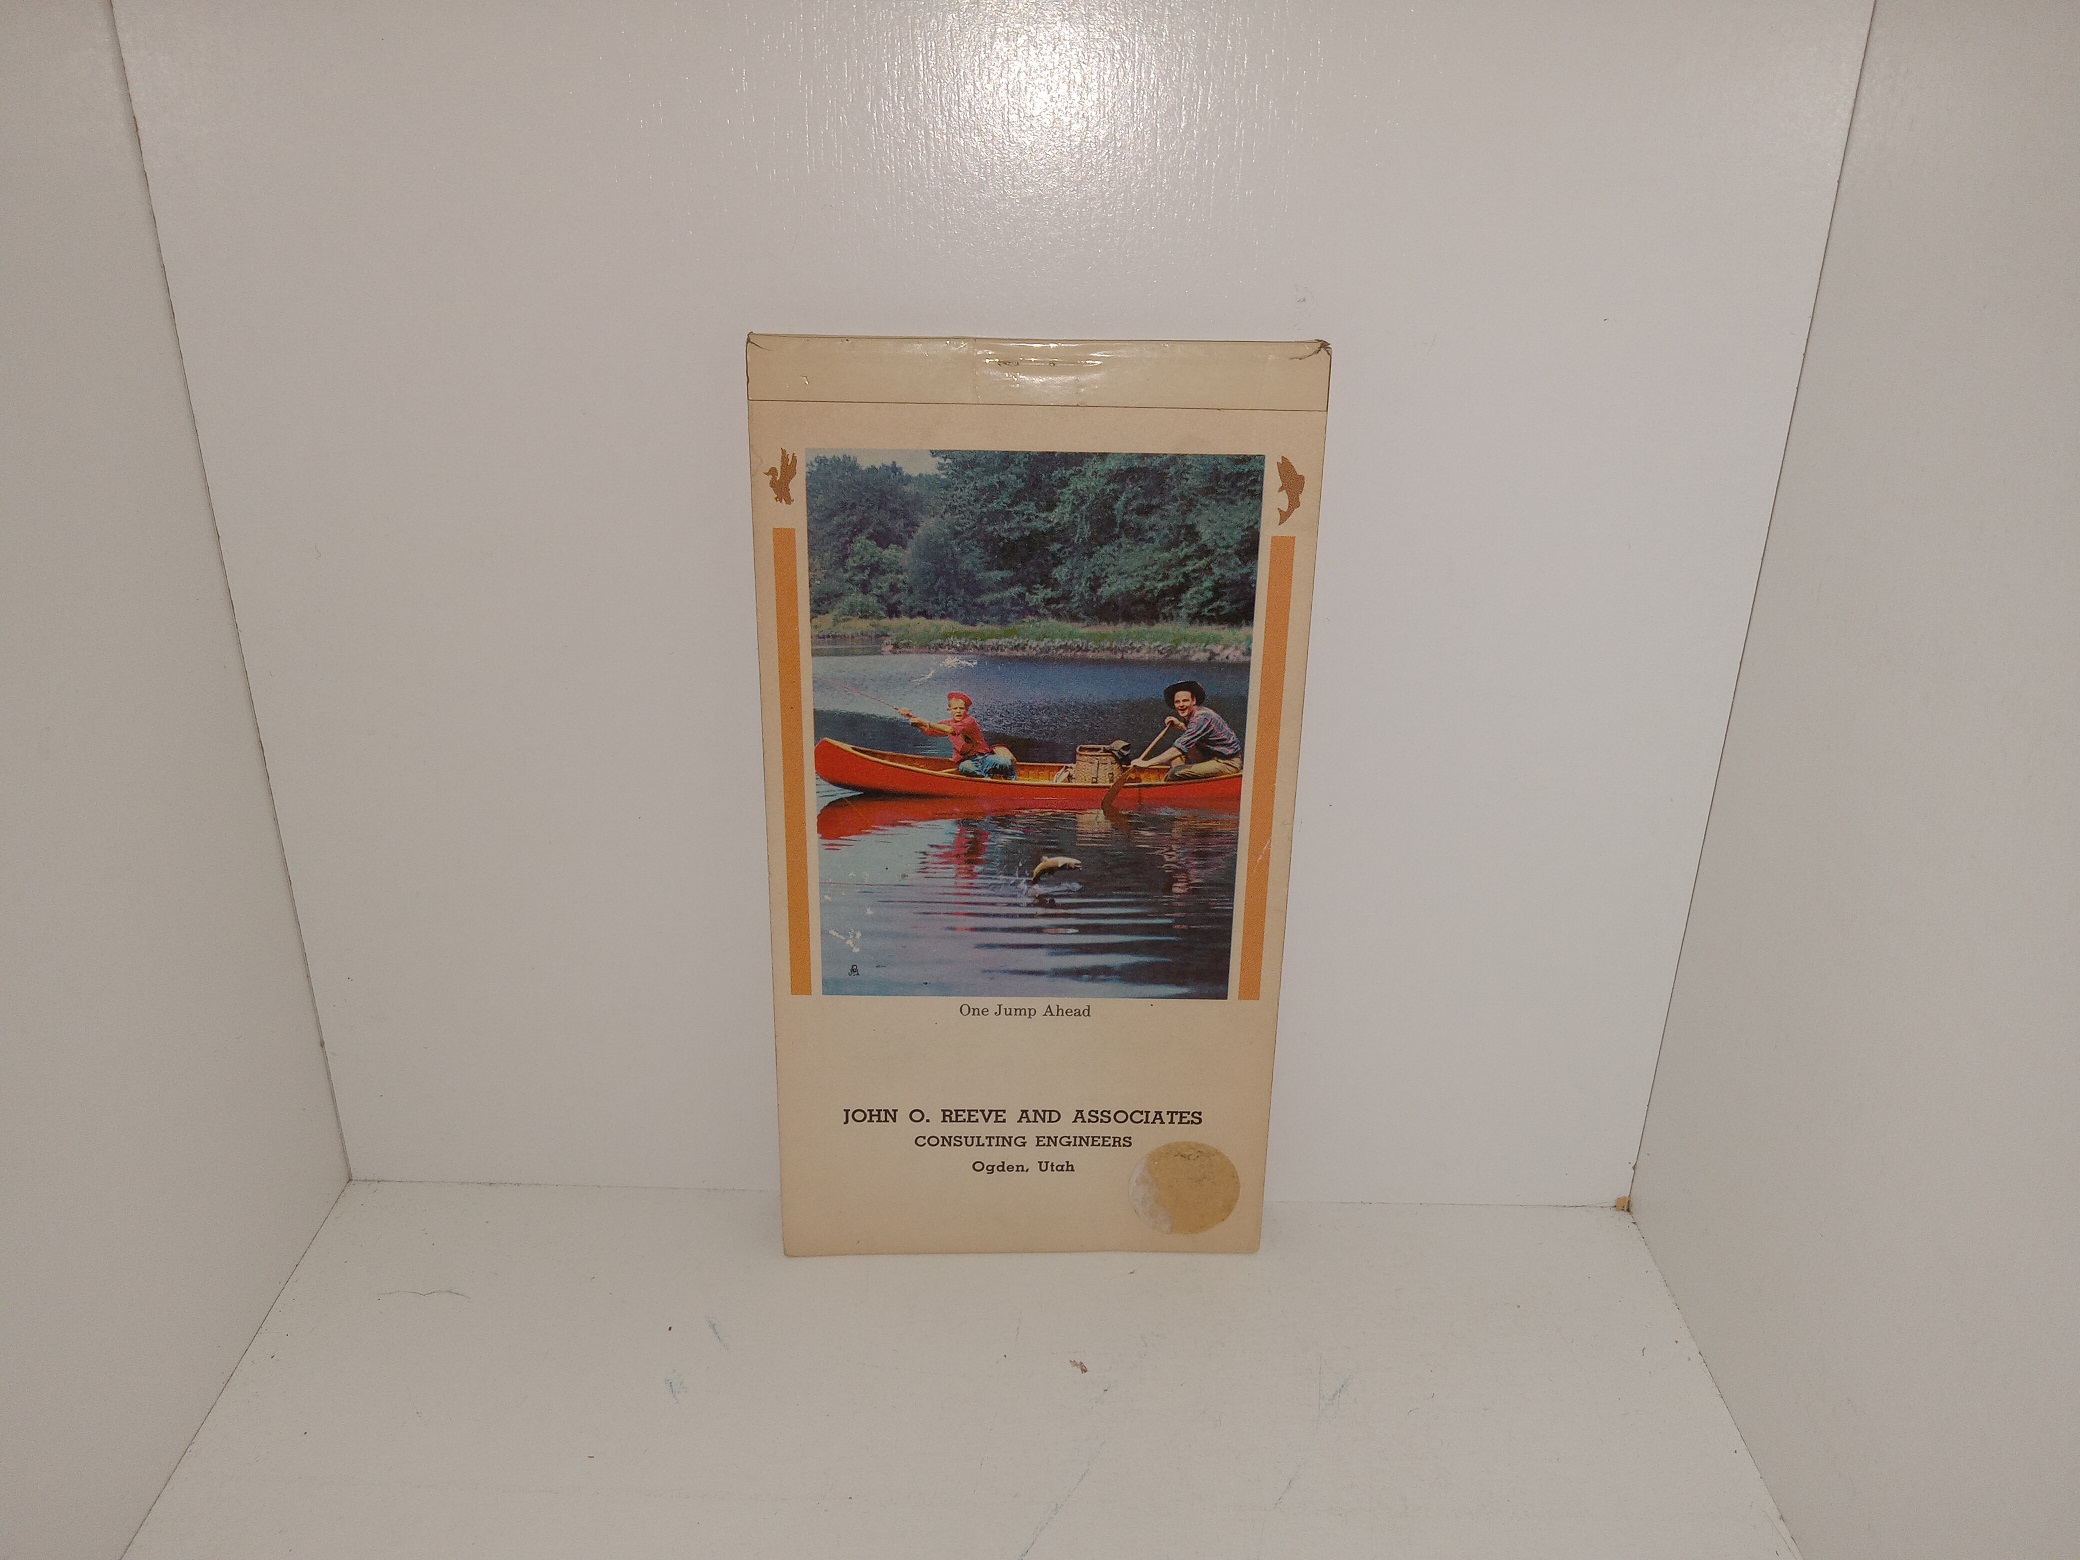 One Jump Ahead
JOHN O. REEVE AND ASSOCIATES
CONSULTING ENGINEERS
Ogden, Utah